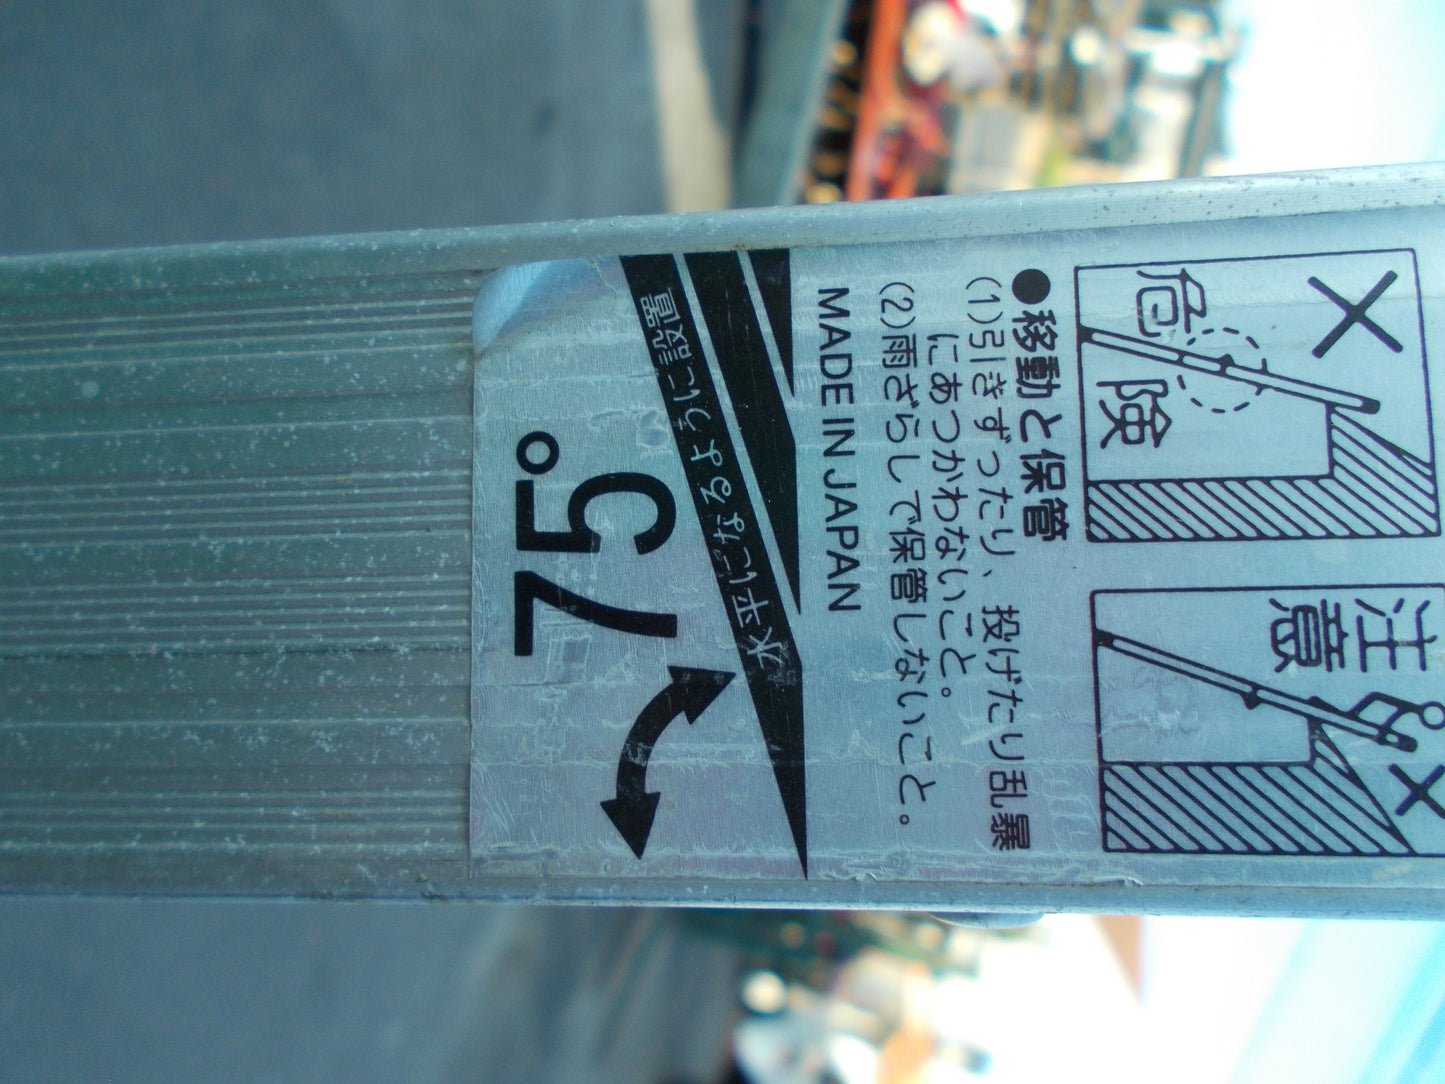 注意
危険
●移動と保管
(1)引きずったり、投げたり乱暴
にあつかわないこと。
(2)雨ざらしで保管しないこと。
MADE IN JAPAN
水平になるように設置
75°